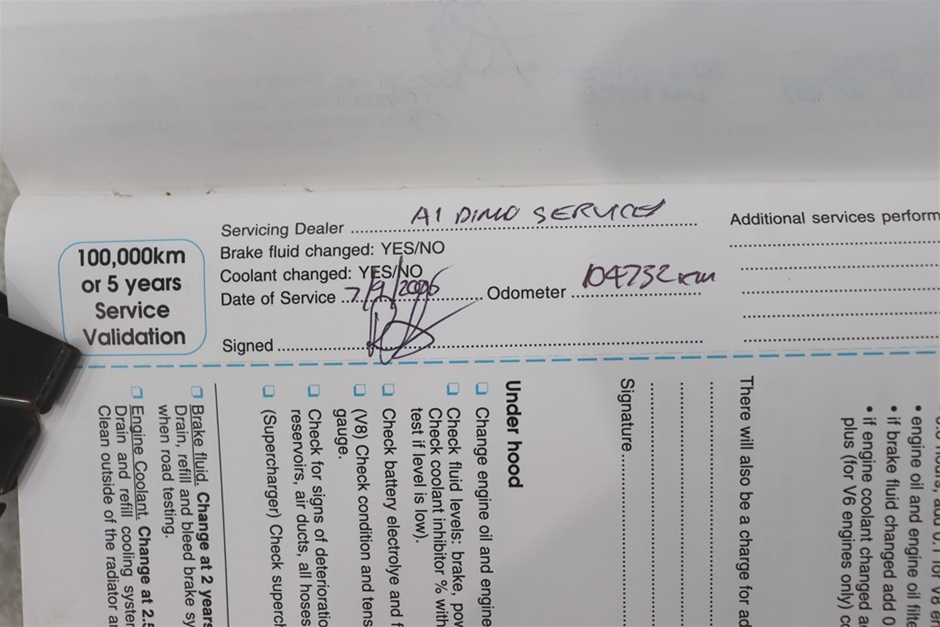 100,000km
or 5 years
Service
Validation
Servicing Dealer A1 DINO SERVICES
Brake fluid changed: YES/NO
Coolant changed: YES/NO
Date of Service 7/9/2006 Odometer 104732 km
Signed
Additional services perform
There will also be a charge for ad
Signature
Under hood
Change engine oil and engine
Check fluid levels: brake, pow
Check coolant inhibitor % with
test if level is low).
Check battery electrolye and f
(V8) Check condition and tens
gauge.
Check for signs of deterioratio
reservoirs, air ducts, all hoses
(Supercharger) Check superch
Brake fluid. Change at 2 years
Drain, refill and bleed brake sy
when road testing.
Engine Coolant. Change at 2.5
Drain and refill cooling system
Clean outside of the radiator a
• engine oil and engine oil filte
• if brake fluid changed add 0
• if engine coolant changed a
plus (for V6 engines only) c